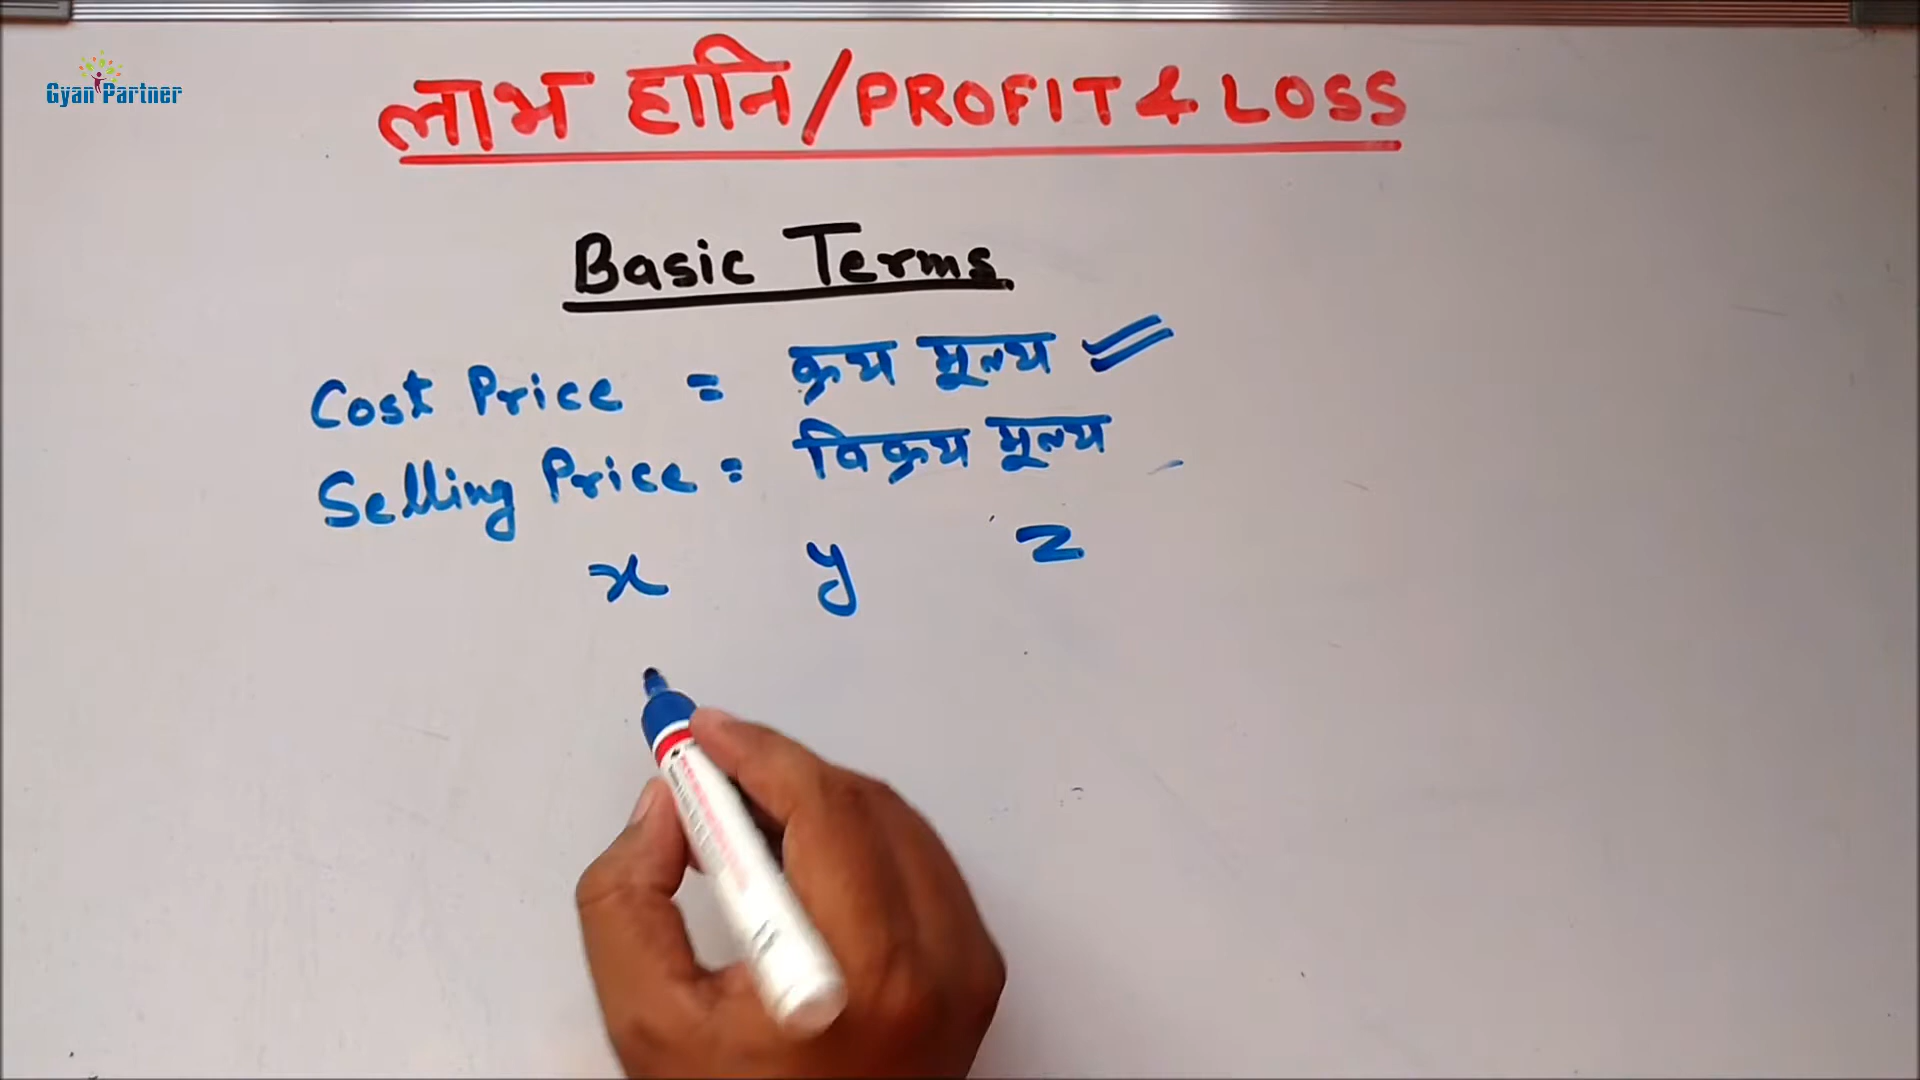 Gyan Partner
लाभ हानि/PROFIT & LOSS
Basic Terms
Cost Price = क्रय मूल्य
Selling Price = विक्रय मूल्य
x y z